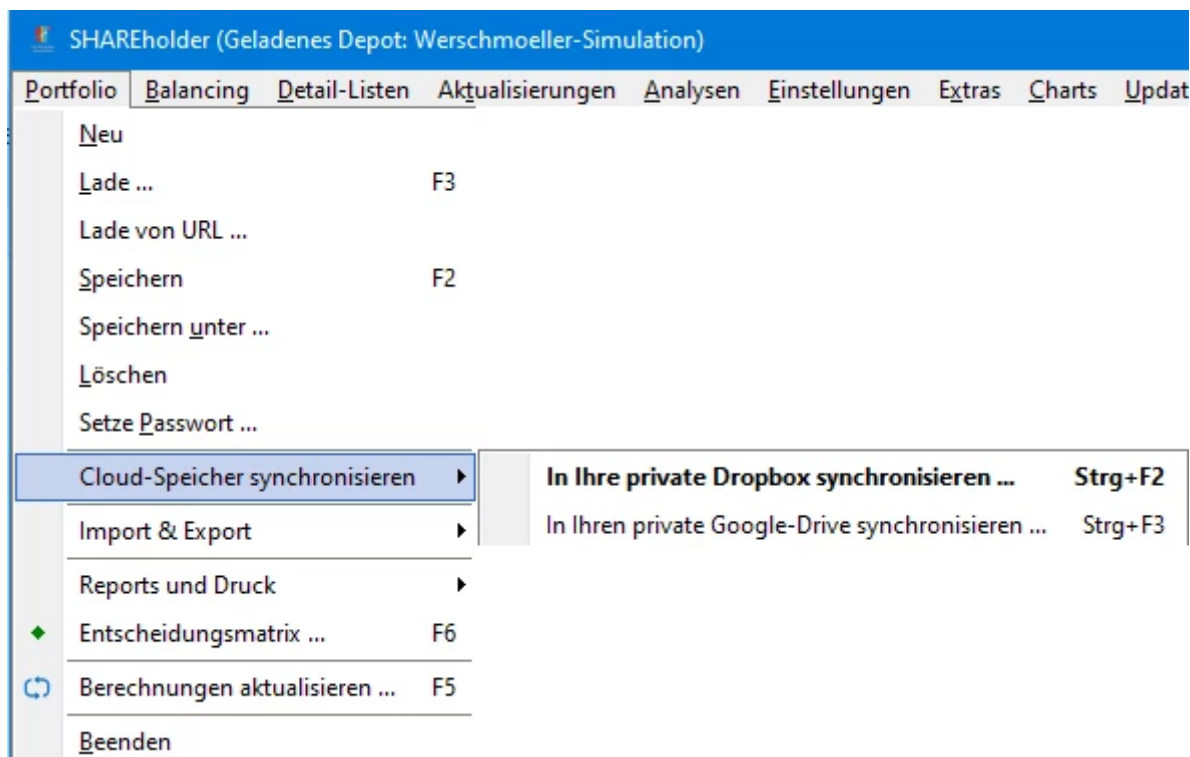 SHAREholder (Geladenes Depot: Werschmoeller-Simulation)
Portfolio Balancing Detail-Listen Aktualisierungen Analysen Einstellungen Extras Charts Updat
Neu
Lade ... F3
Lade von URL ...
Speichern F2
Speichern unter ...
Löschen
Setze Passwort ...
Cloud-Speicher synchronisieren In Ihre private Dropbox synchronisieren ... Strg+F2
In Ihren private Google-Drive synchronisieren ... Strg+F3
Import & Export
Reports und Druck
Entscheidungsmatrix ... F6
Berechnungen aktualisieren ... F5
Beenden